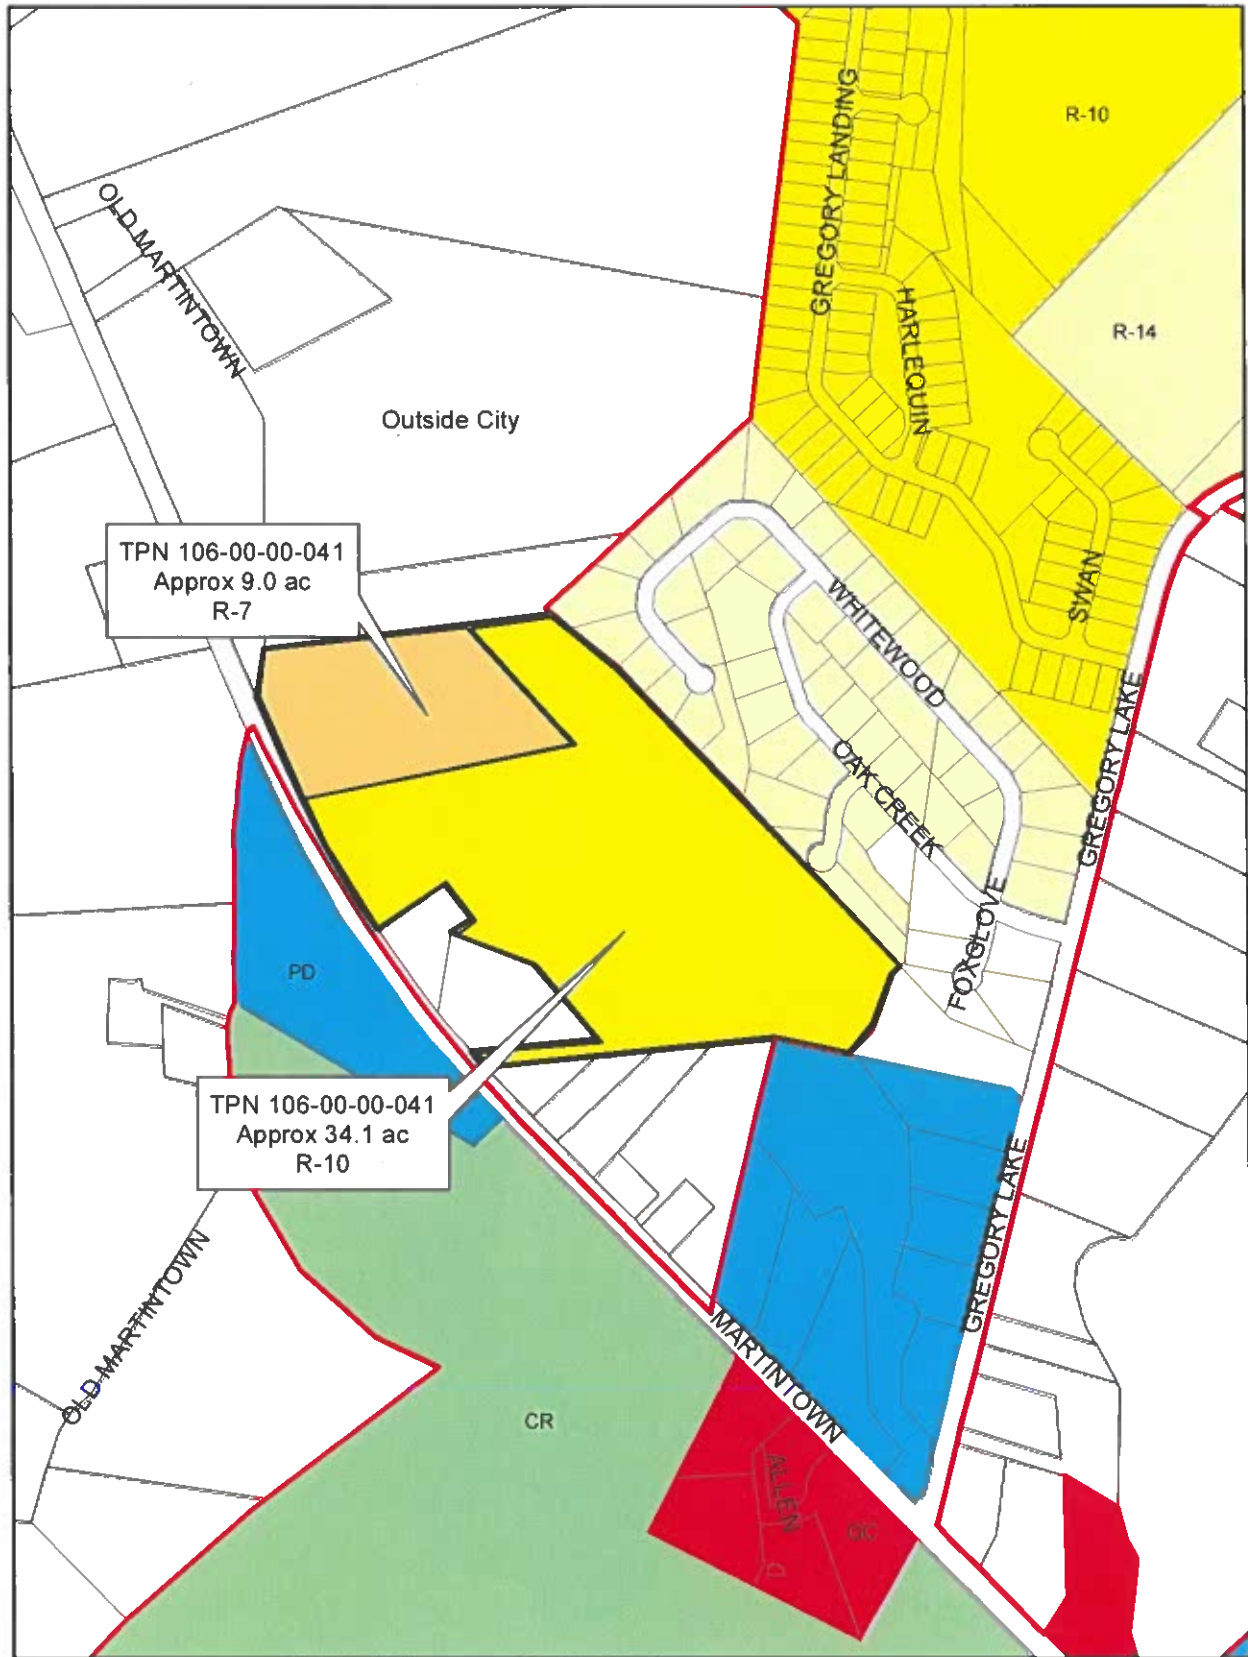 R-10
GREGORY LANDING
OLD MARTINTOWN
HARLEQUIN
R-14
Outside City
TPN 106-00-00-041
Approx 9.0 ac
R-7
SWAN
WHITEWOOD
GREGORY LAKE
OAK CREEK
FOXGLOVE
PD
TPN 106-00-00-041
Approx 34.1 ac
R-10
GREGORY LAKE
OLD MARTINTOWN
MARTINTOWN
CR
ALLEN
GC